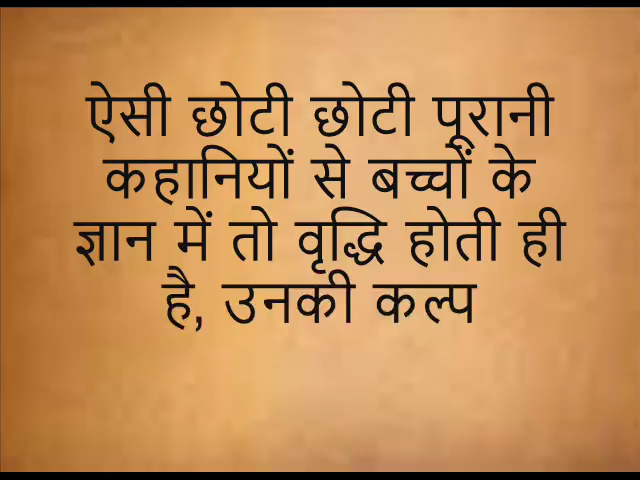 ऐसी छोटी छोटी पूरानी
कहानियों से बच्चों के
ज्ञान में तो वृद्धि होती ही
है, उनकी कल्प